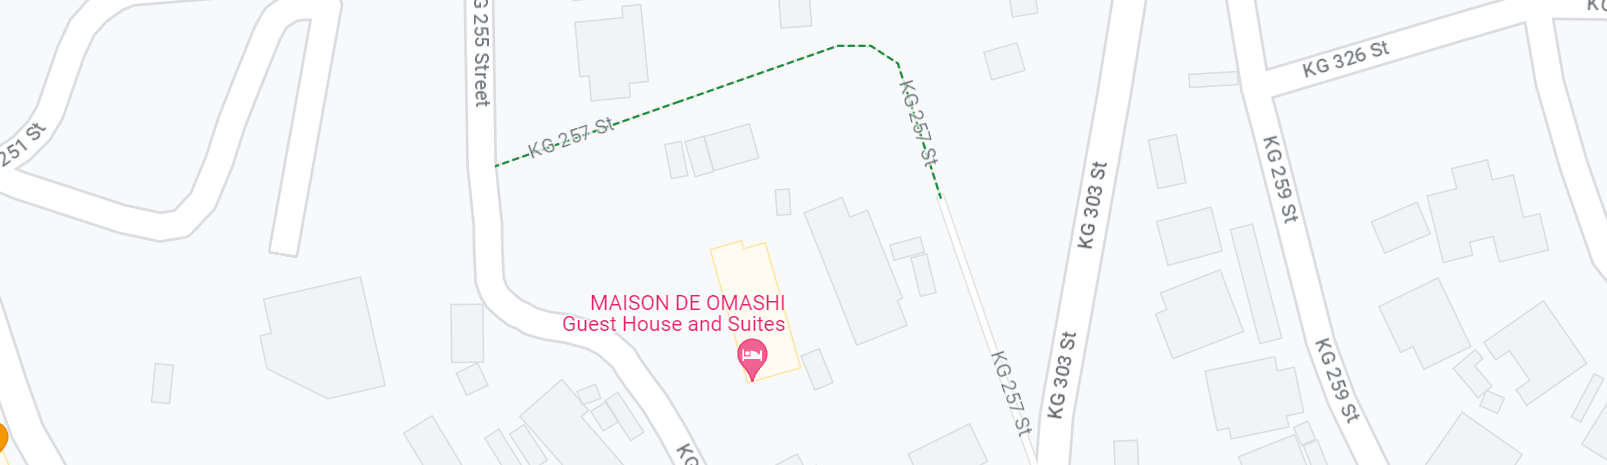 KG
G 255 Street
KG 326 St
251 St
KG 257 St
KG 257 St
KG 303 St
KG 259 St
MAISON DE OMASHI
Guest House and Suites
KG 303 St
KG 257 St
KG 259 St
KG